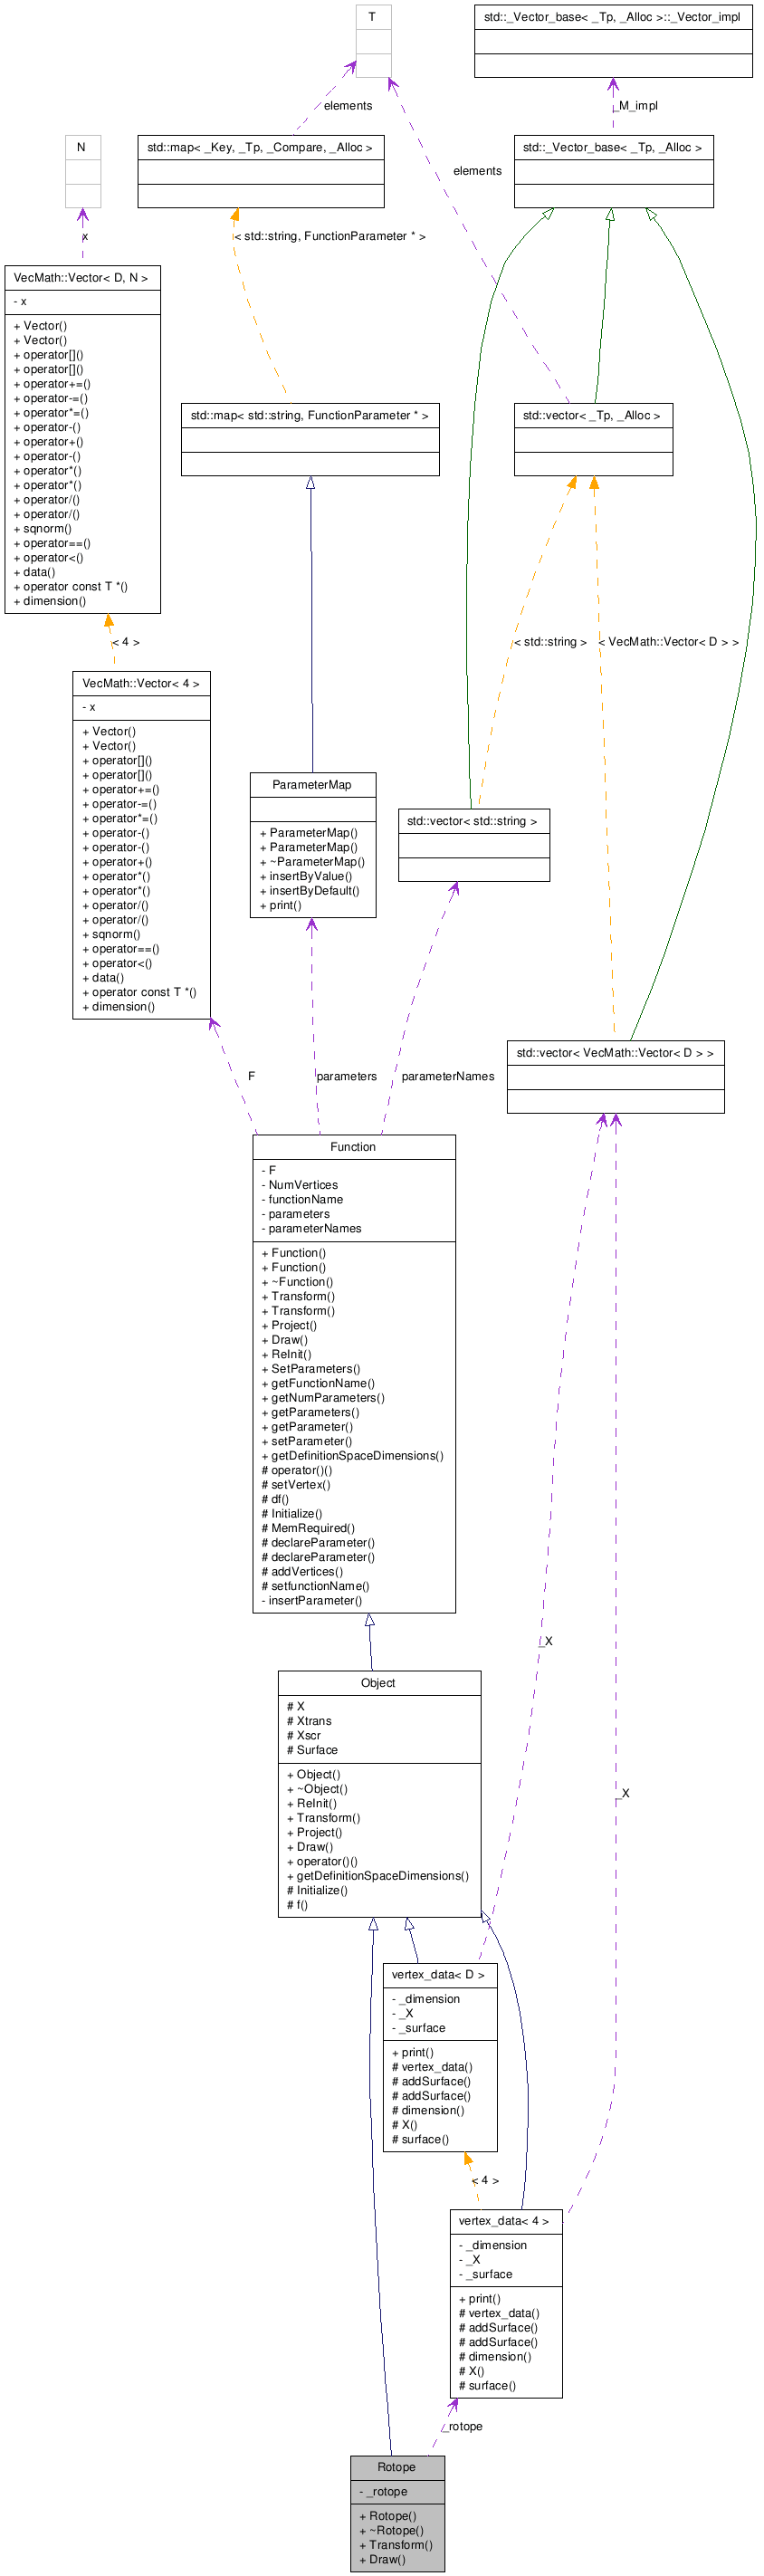 T
std::_Vector_base< _Tp, _Alloc >::_Vector_impl
elements
_M_impl
N
std::map< _Key, _Tp, _Compare, _Alloc >
std::_Vector_base< _Tp, _Alloc >
elements
x
< std::string, FunctionParameter * >
VecMath::Vector< D, N >
- x
+ Vector()
+ Vector()
+ operator[]()
+ operator[]()
+ operator+=()
+ operator-=()
+ operator*=()
+ operator-()
+ operator+()
+ operator-()
+ operator*()
+ operator*()
+ operator/()
+ operator/()
+ sqnorm()
+ operator==()
+ operator<()
+ data()
+ operator const T *()
+ dimension()
std::map< std::string, FunctionParameter * >
std::vector< _Tp, _Alloc >
< 4 >
< std::string >
< VecMath::Vector< D > >
VecMath::Vector< 4 >
- x
+ Vector()
+ Vector()
+ operator[]()
+ operator[]()
+ operator+=()
+ operator-=()
+ operator*=()
+ operator-()
+ operator-()
+ operator+()
+ operator*()
+ operator*()
+ operator/()
+ operator/()
+ sqnorm()
+ operator==()
+ operator<()
+ data()
+ operator const T *()
+ dimension()
ParameterMap
+ ParameterMap()
+ ParameterMap()
+ ~ParameterMap()
+ insertByValue()
+ insertByDefault()
+ print()
std::vector< std::string >
std::vector< VecMath::Vector< D > >
F
parameters
parameterNames
Function
- F
- NumVertices
- functionName
- parameters
- parameterNames
+ Function()
+ Function()
+ ~Function()
+ Transform()
+ Transform()
+ Project()
+ Draw()
+ ReInit()
+ SetParameters()
+ getFunctionName()
+ getNumParameters()
+ getParameters()
+ getParameter()
+ setParameter()
+ getDefinitionSpaceDimensions()
# operator()()
# setVertex()
# df()
# Initialize()
# MemRequired()
# declareParameter()
# declareParameter()
# addVertices()
# setfunctionName()
- insertParameter()
_X
Object
# X
# Xtrans
# Xscr
# Surface
+ Object()
+ ~Object()
+ ReInit()
+ Transform()
+ Project()
+ Draw()
+ operator()()
+ getDefinitionSpaceDimensions()
# Initialize()
# f()
_X
vertex_data< D >
- _dimension
- _X
- _surface
+ print()
# vertex_data()
# addSurface()
# addSurface()
# dimension()
# X()
# surface()
< 4 >
vertex_data< 4 >
- _dimension
- _X
- _surface
+ print()
# vertex_data()
# addSurface()
# addSurface()
# dimension()
# X()
# surface()
_rotope
Rotope
- _rotope
+ Rotope()
+ ~Rotope()
+ Transform()
+ Draw()